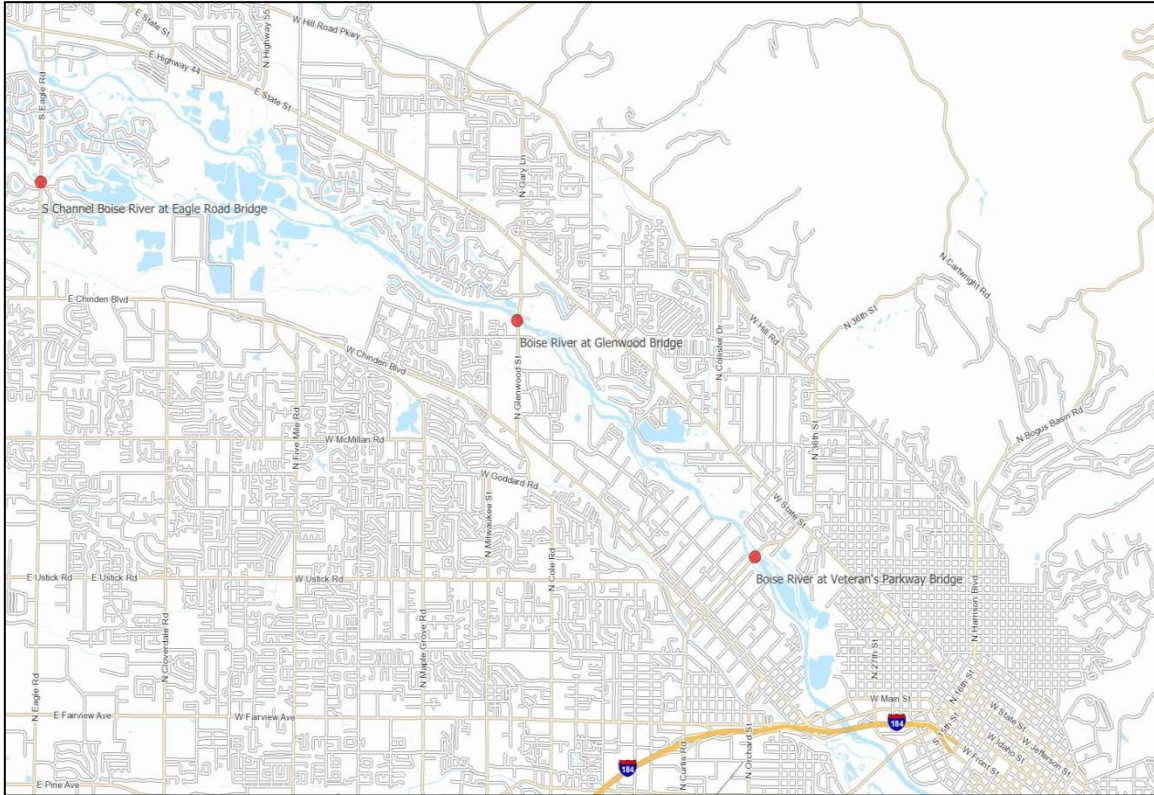 E State St
W Hill Road Pkwy
N Highway 55
E Highway 44
E State St
S Eagle Rd
N Gary Ln
S Channel Boise River at Eagle Road Bridge
N Cartwright Rd
E Chinden Blvd
N 36th St
W Hill Rd
Boise River at Glenwood Bridge
W Chinden Blvd
N Collister Dr
N Glenwood St
N Five Mile Rd
W McMillan Rd
N Bogus Basin Rd
N 36th St
W Goddard Rd
N Milwaukee St
W State St
N Cole Rd
E Ustick Rd
E Ustick Rd
W Ustick Rd
Boise River at Veteran's Parkway Bridge
N Harrison Blvd
N Cloverdale Rd
N Maple Grove Rd
N 27th St
N Eagle Rd
W Main St
N 16th St
E Fairview Ave
W Fairview Ave
184
S 15th St
W State St
W Jefferson St
W Idaho St
W Front St
N Curtis Rd
N Orchard St
184
E Pine Ave